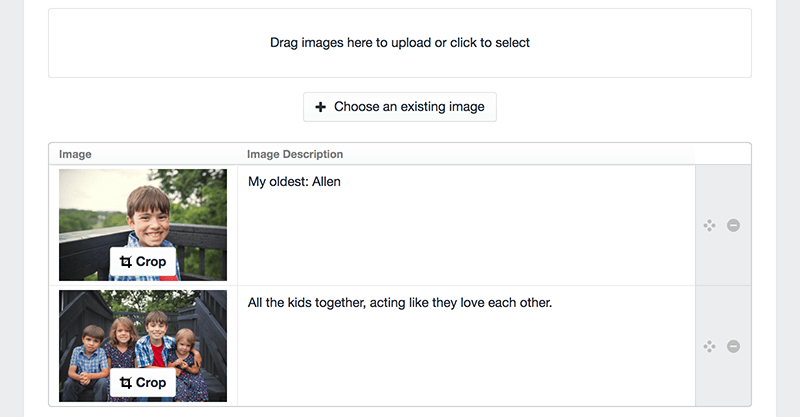 Drag images here to upload or click to select
Choose an existing image
Image
Image Description
My oldest: Allen
Crop
All the kids together, acting like they love each other.
Crop